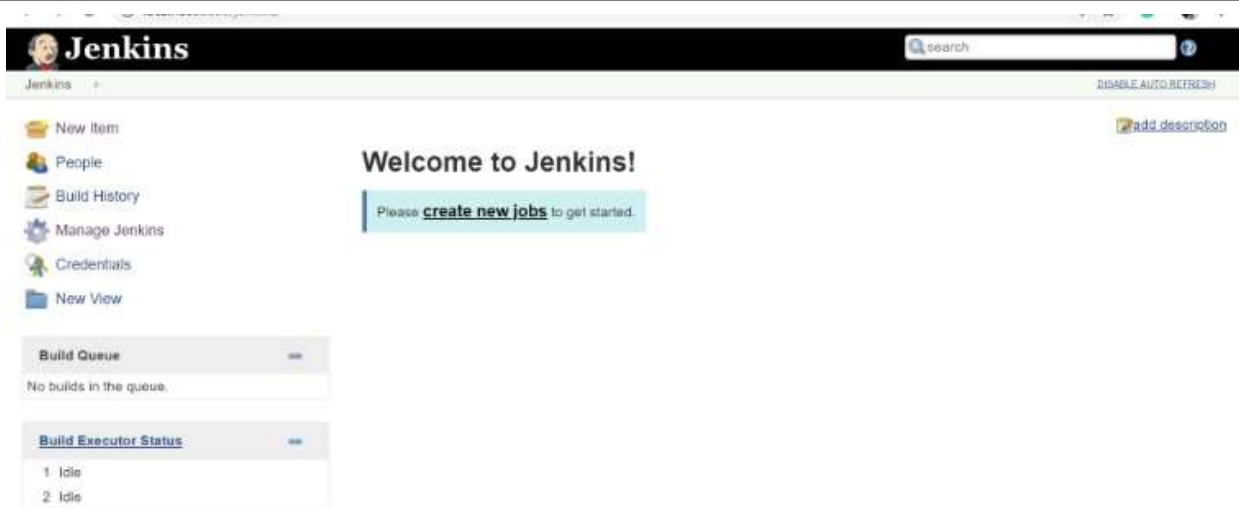 Jenkins
search
Jenkins
DISABLE AUTO REFRESH
add description
New Item
People
Build History
Manage Jenkins
Credentials
New View
Welcome to Jenkins!
Please create new jobs to get started.
Build Queue
No builds in the queue.
Build Executor Status
1 Idle
2 Idle